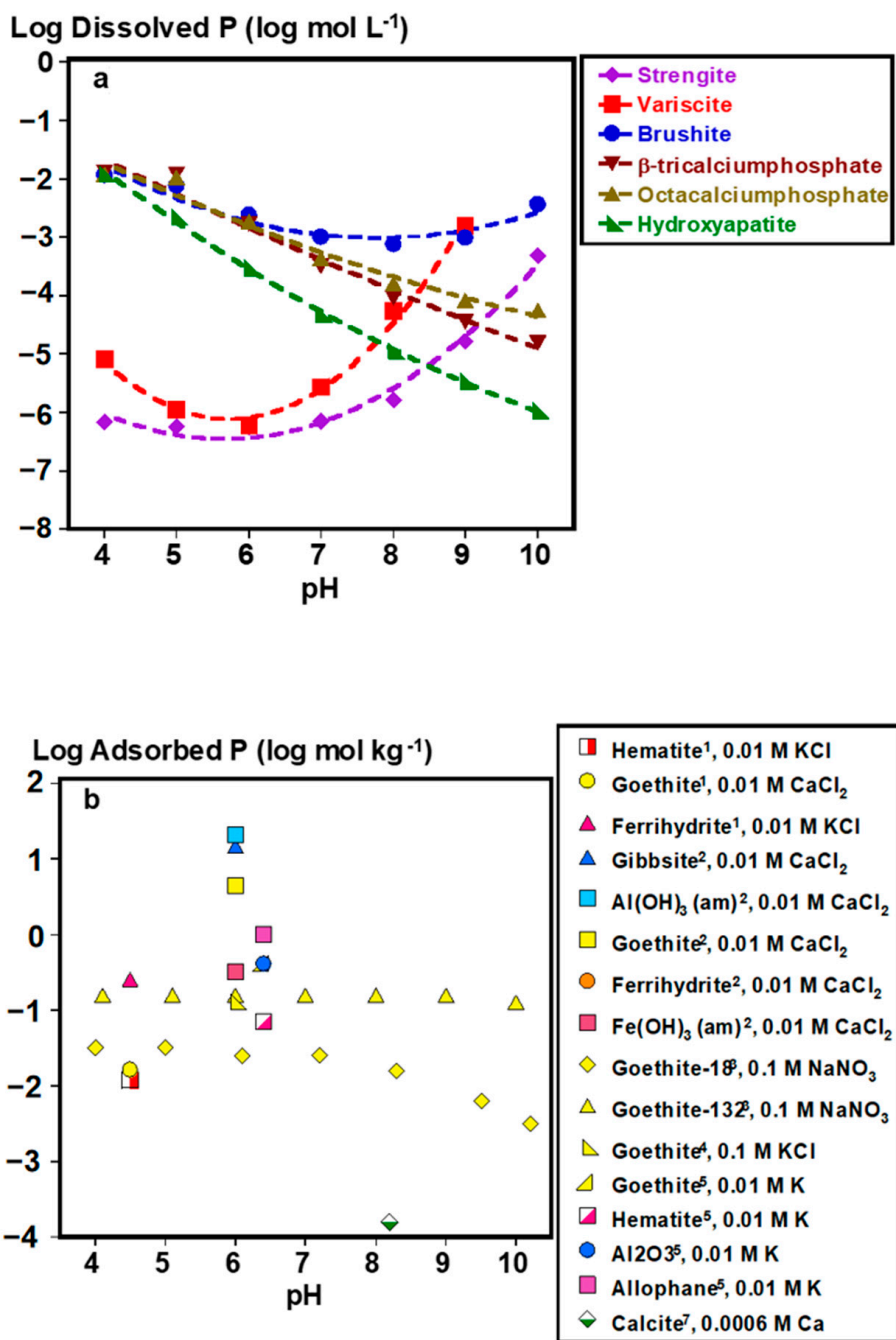 Log Dissolved P (log mol L⁻¹)
0
a
−1
−2
−3
−4
−5
−6
−7
−8
4 5 6 7 8 9 10
pH
Strengite
Variscite
Brushite
β-tricalciumphosphate
Octacalciumphosphate
Hydroxyapatite
Log Adsorbed P (log mol kg⁻¹)
2
b
1
0
−1
−2
−3
−4
4 5 6 7 8 9 10
pH
Hematite¹, 0.01 M KCl
Goethite¹, 0.01 M CaCl₂
Ferrihydrite¹, 0.01 M KCl
Gibbsite², 0.01 M CaCl₂
Al(OH)₃ (am)², 0.01 M CaCl₂
Goethite², 0.01 M CaCl₂
Ferrihydrite², 0.01 M CaCl₂
Fe(OH)₃ (am)², 0.01 M CaCl₂
Goethite-18³, 0.1 M NaNO₃
Goethite-132³, 0.1 M NaNO₃
Goethite⁴, 0.1 M KCl
Goethite⁵, 0.01 M K
Hematite⁵, 0.01 M K
Al2O3⁵, 0.01 M K
Allophane⁵, 0.01 M K
Calcite⁷, 0.0006 M Ca